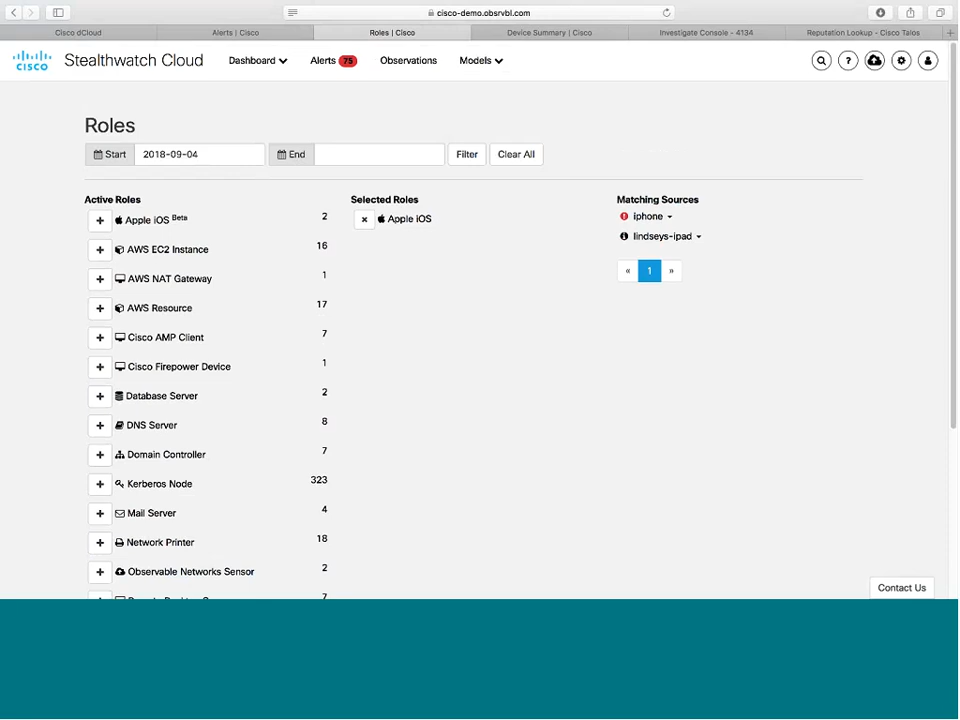 cisco-demo.obsrvbl.com
Cisco dCloud
Alerts | Cisco
Roles | Cisco
Device Summary | Cisco
Investigate Console - 4134
Reputation Lookup - Cisco Talos
CISCO
Stealthwatch Cloud
Dashboard
Alerts 75
Observations
Models
Roles
Start 2018-09-04 End Filter Clear All
Active Roles
Apple iOS Beta 2
AWS EC2 Instance 16
AWS NAT Gateway 1
AWS Resource 17
Cisco AMP Client 7
Cisco Firepower Device 1
Database Server 2
DNS Server 8
Domain Controller 7
Kerberos Node 323
Mail Server 4
Network Printer 18
Observable Networks Sensor 2
7
Selected Roles
Apple iOS
Matching Sources
iphone
lindseys-ipad
« 1 »
Contact Us